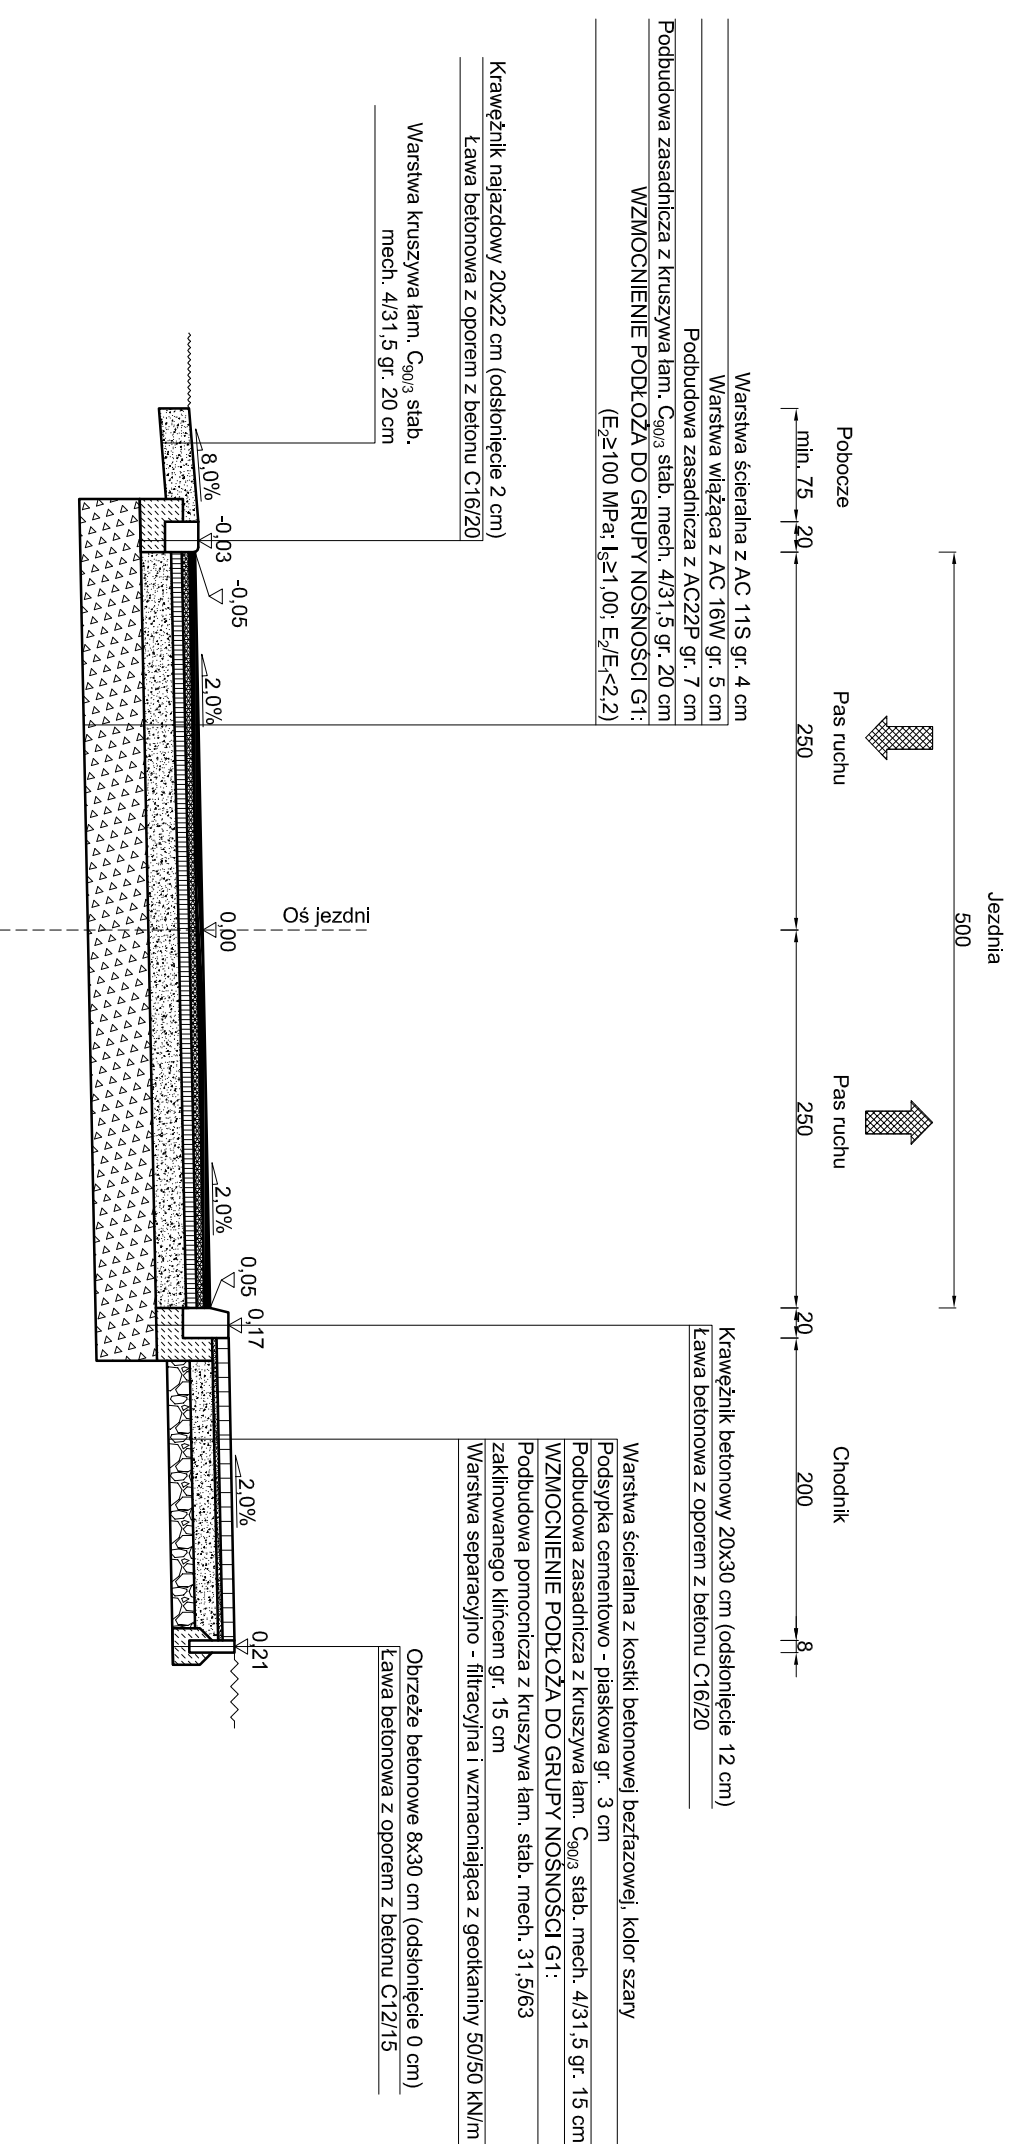 Jezdnia
500
Pobocze
Pas ruchu
Pas ruchu
Chodnik
min. 75
20
250
250
20
200
8
Warstwa ścieralna z AC 11S gr. 4 cm
Warstwa wiążąca z AC 16W gr. 5 cm
Podbudowa zasadnicza z AC22P gr. 7 cm
Podbudowa zasadnicza z kruszywa łam. C90/3 stab. mech. 4/31,5 gr. 20 cm
WZMOCNIENIE PODŁOŻA DO GRUPY NOŚNOŚCI G1:
(E2≥100 MPa; IS≥1,00; E2/E1<2,2)
Krawężnik betonowy 20x30 cm (odsłonięcie 12 cm)
Ława betonowa z oporem z betonu C16/20
Warstwa ścieralna z kostki betonowej bezfazowej, kolor szary
Podsypka cementowo - piaskowa gr. 3 cm
Podbudowa zasadnicza z kruszywa łam. C90/3 stab. mech. 4/31,5 gr. 15 cm
WZMOCNIENIE PODŁOŻA DO GRUPY NOŚNOŚCI G1:
Podbudowa pomocnicza z kruszywa łam. stab. mech. 31,5/63
zaklinowanego klińcem gr. 15 cm
Warstwa separacyjno - filtracyjna i wzmacniająca z geotkaniny 50/50 kN/m
Krawężnik najazdowy 20x22 cm (odsłonięcie 2 cm)
Ława betonowa z oporem z betonu C16/20
Warstwa kruszywa łam. C90/3 stab.
mech. 4/31,5 gr. 20 cm
Obrzeże betonowe 8x30 cm (odsłonięcie 0 cm)
Ława betonowa z oporem z betonu C12/15
Oś jezdni
8,0%
-0,03
-0,05
2,0%
0,00
2,0%
0,05
0,17
2,0%
0,21